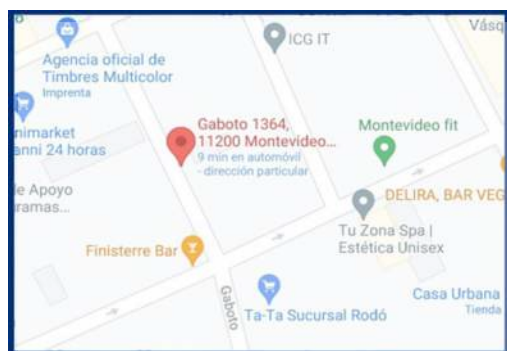 Vásq
ICG IT
Agencia oficial de
Timbres Multicolor
Imprenta
nimarket
anni 24 horas
Gaboto 1364,
11200 Montevideo...
9 min en automóvil
- dirección particular
Montevideo fit
e Apoyo
ramas...
DELIRA, BAR VEG
Tu Zona Spa |
Estética Unisex
Finisterre Bar
Gaboto
Ta-Ta Sucursal Rodó
Casa Urbana
Tienda